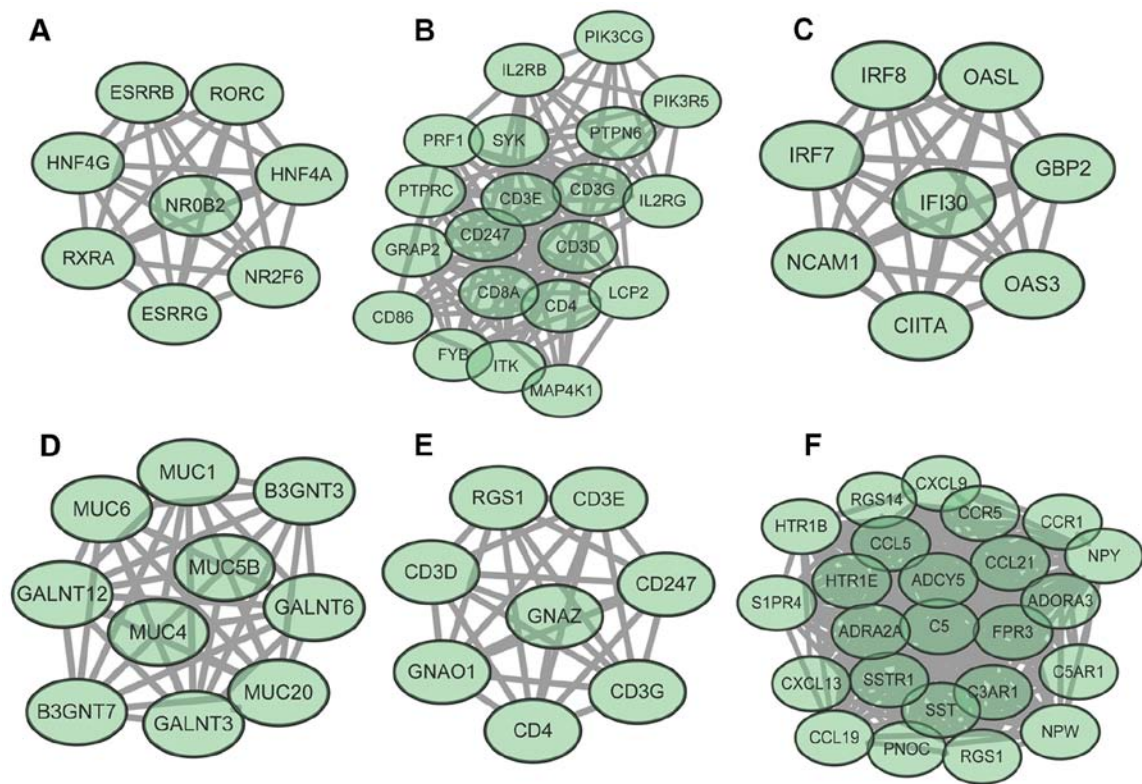 A
ESRRB
RORC
HNF4G
HNF4A
NR0B2
RXRA
NR2F6
ESRRG
B
PIK3CG
IL2RB
PIK3R5
PRF1
SYK
PTPN6
PTPRC
CD3E
CD3G
IL2RG
CD247
GRAP2
CD3D
CD8A
CD4
LCP2
CD86
FYB
ITK
MAP4K1
C
IRF8
OASL
IRF7
GBP2
IFI30
NCAM1
OAS3
CIITA
D
MUC1
B3GNT3
MUC6
MUC5B
GALNT12
GALNT6
MUC4
MUC20
B3GNT7
GALNT3
E
RGS1
CD3E
CD3D
CD247
GNAZ
GNAO1
CD3G
CD4
F
CXCL9
RGS14
HTR1B
CCR5
CCR1
CCL5
NPY
CCL21
HTR1E
ADCY5
S1PR4
ADORA3
ADRA2A
C5
FPR3
CXCL13
SSTR1
C3AR1
C5AR1
SST
CCL19
PNOC
RGS1
NPW